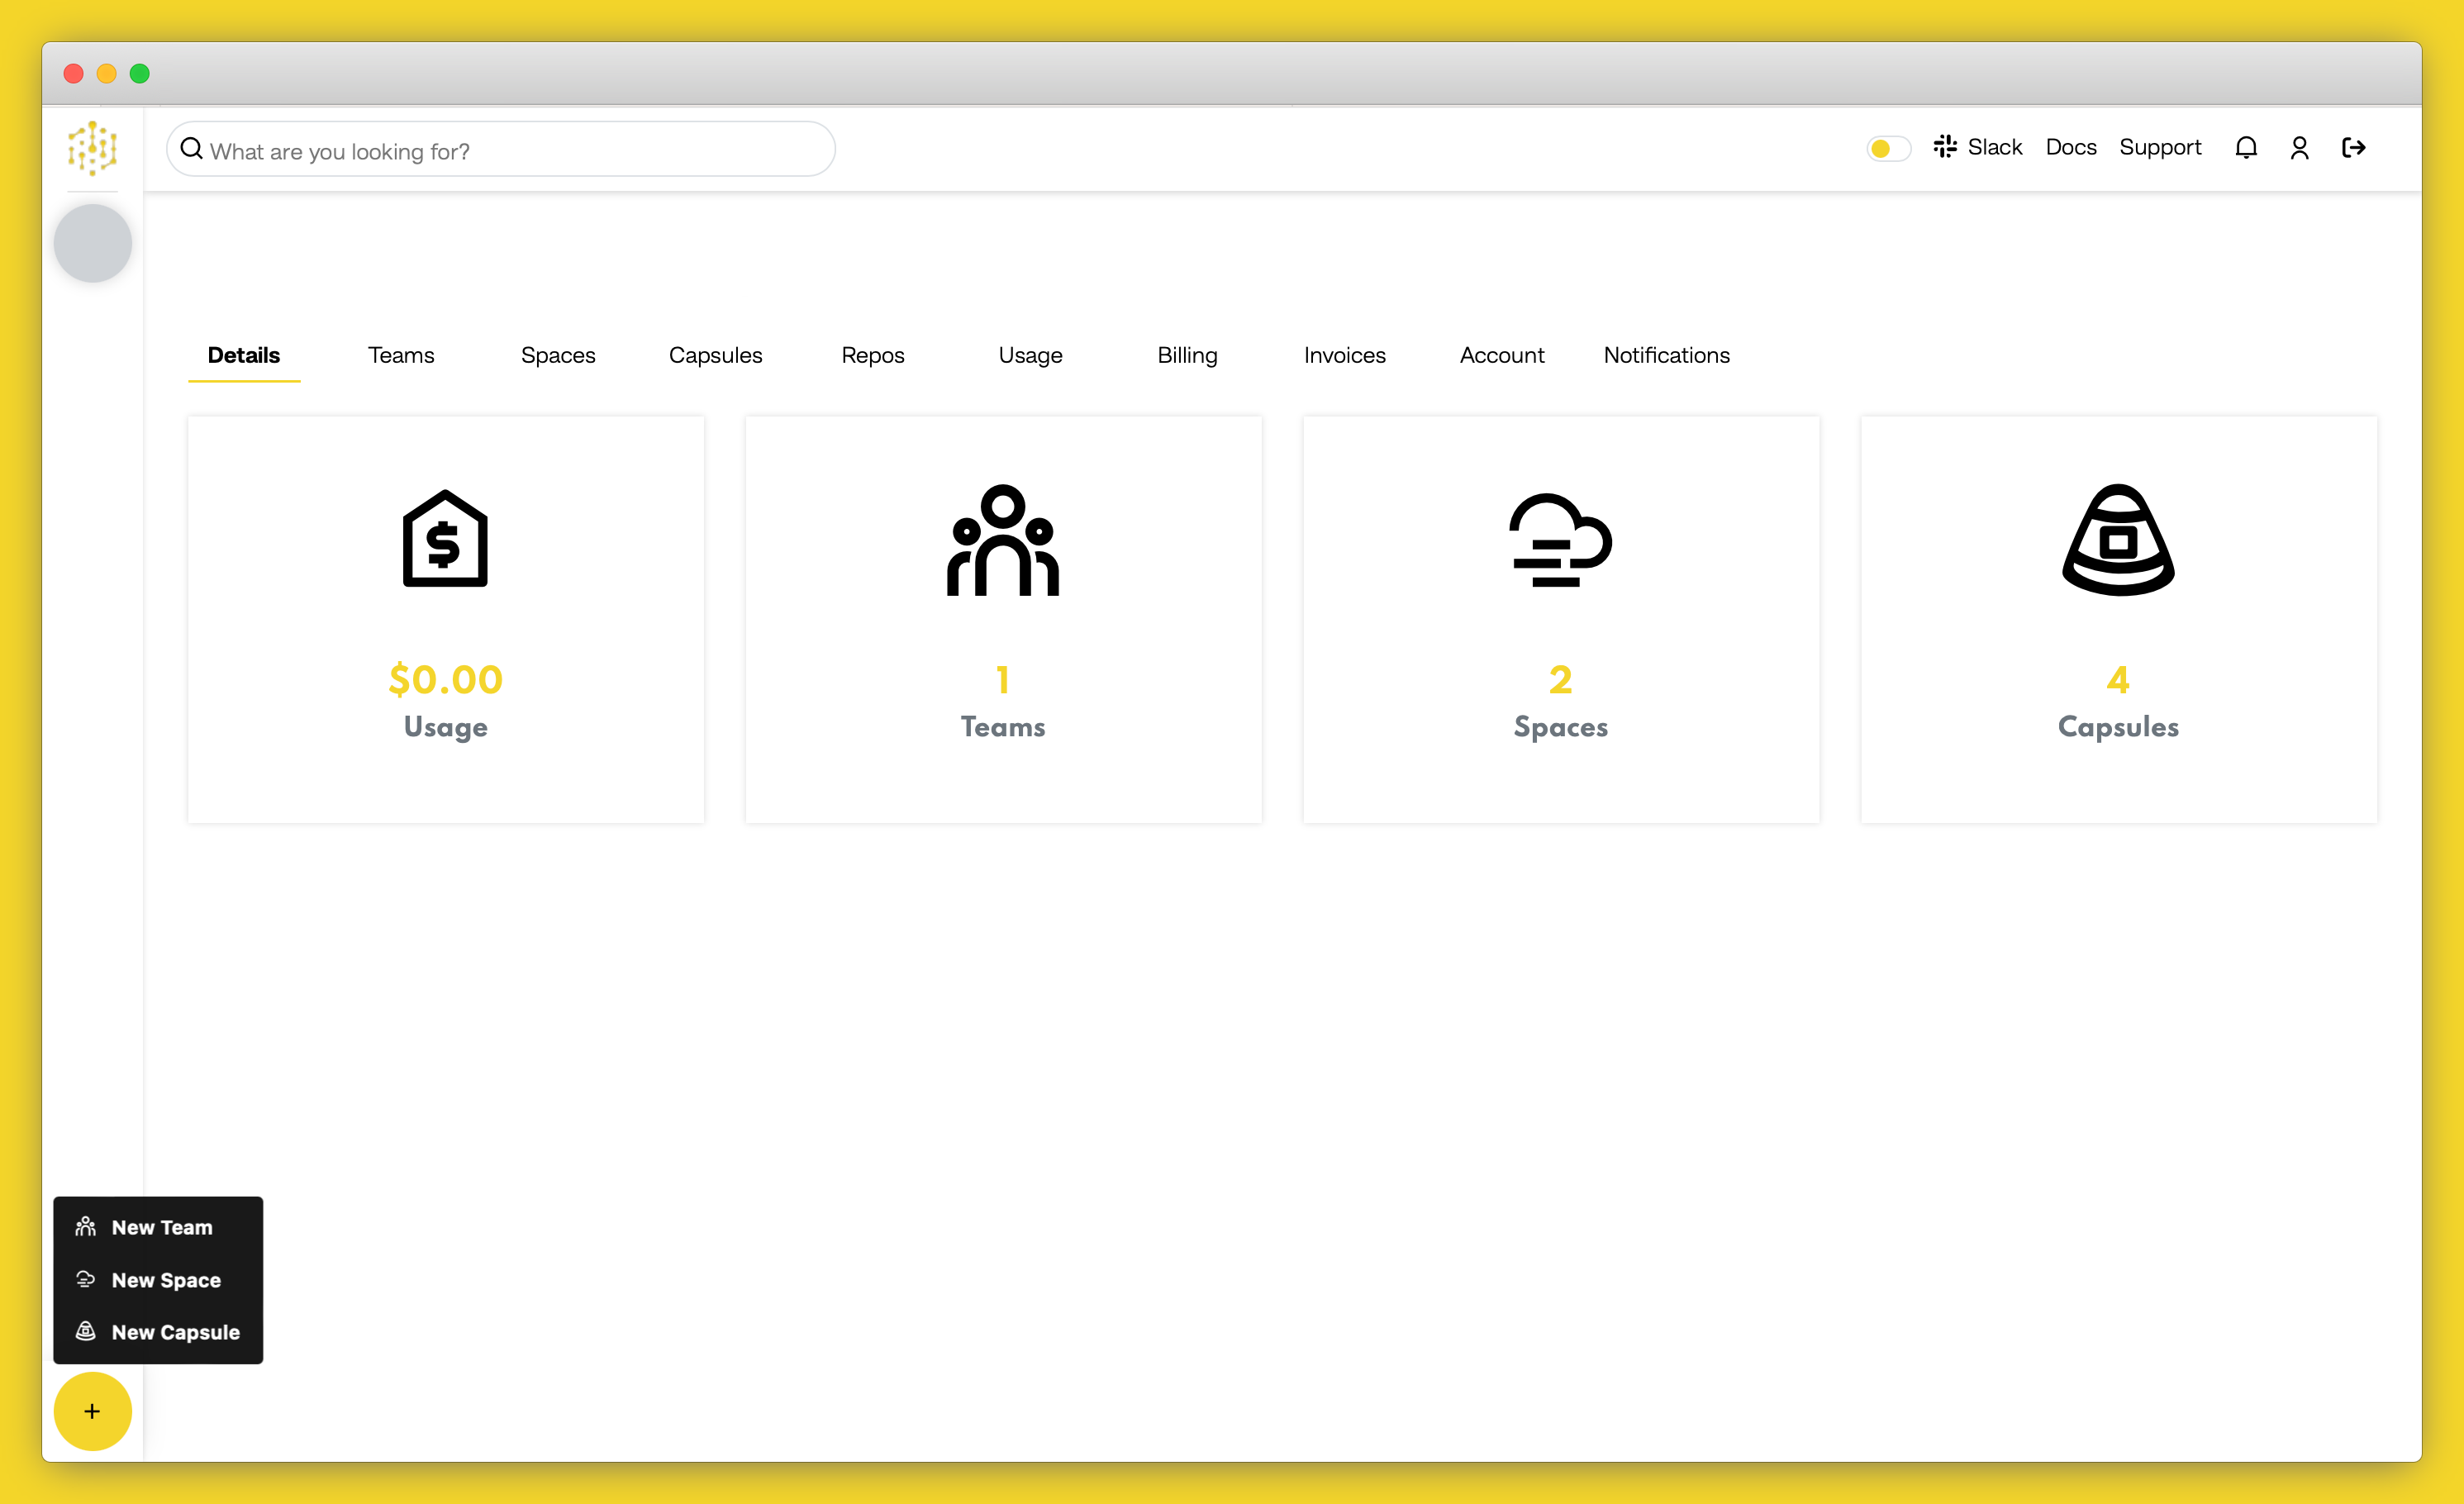 What are you looking for?
Slack Docs Support
Details Teams Spaces Capsules Repos Usage Billing Invoices Account Notifications
$0.00
Usage
1
Teams
2
Spaces
4
Capsules
New Team
New Space
New Capsule
+